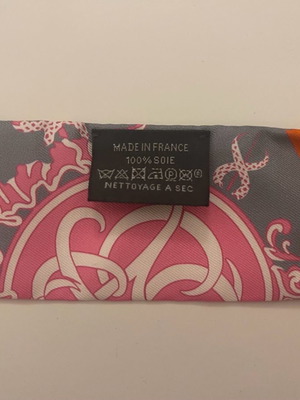 MADE IN FRANCE
100% SOIE
NETTOYAGE A SEC